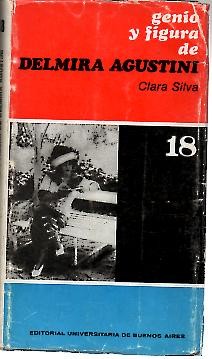 genio
y figura
de
DELMIRA AGUSTINI
Clara Silva
18
EDITORIAL UNIVERSITARIA DE BUENOS AIRES